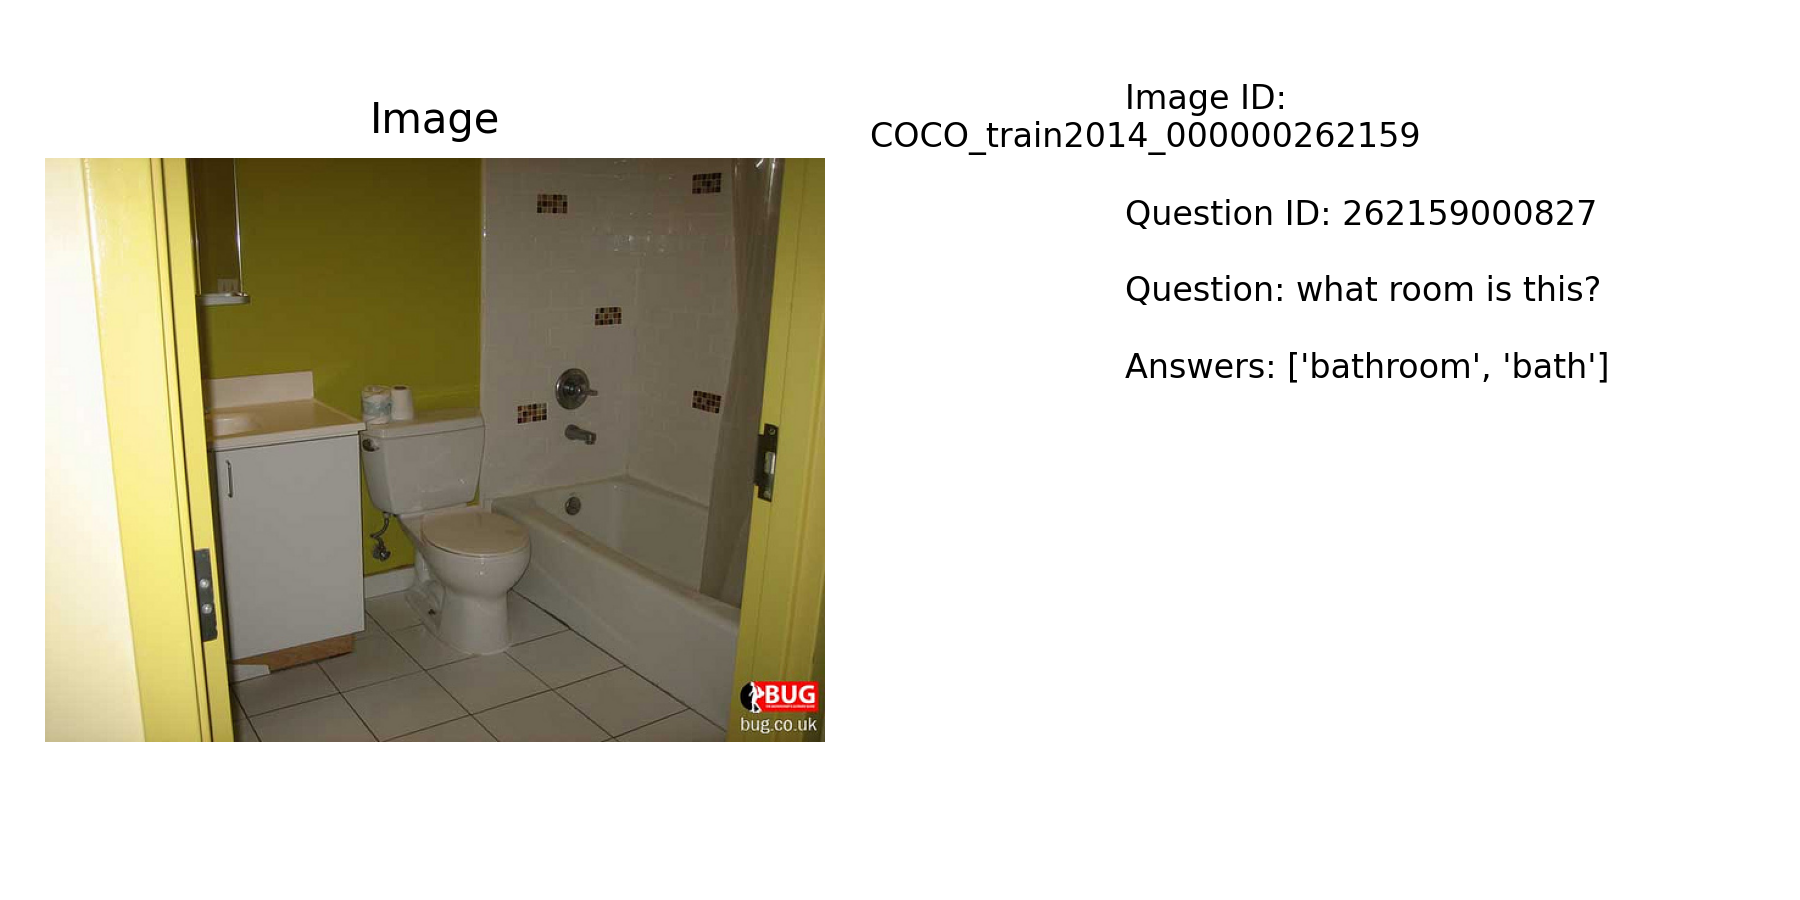 Image
Image ID:
COCO_train2014_000000262159
Question ID: 262159000827
Question: what room is this?
Answers: ['bathroom', 'bath']
BUG
bug.co.uk